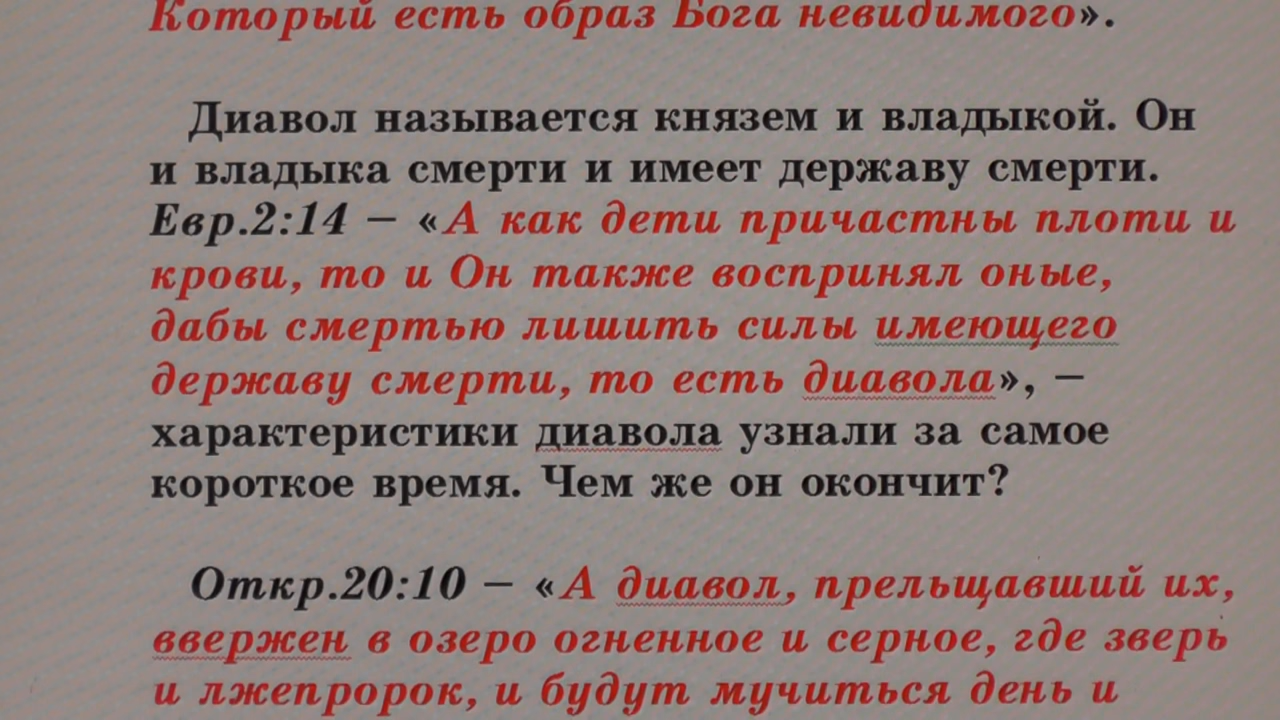 Который есть образ Бога невидимого».
Диавол называется князем и владыкой. Он
и владыка смерти и имеет державу смерти.
Евр.2:14 – «А как дети причастны плоти и
крови, то и Он также воспринял оные,
дабы смертью лишить силы имеющего
державу смерти, то есть диавола», –
характеристики диавола узнали за самое
короткое время. Чем же он окончит?
Откр.20:10 – «А диавол, прельщавший их,
ввержен в озеро огненное и серное, где зверь
и лжепророк, и будут мучиться день и